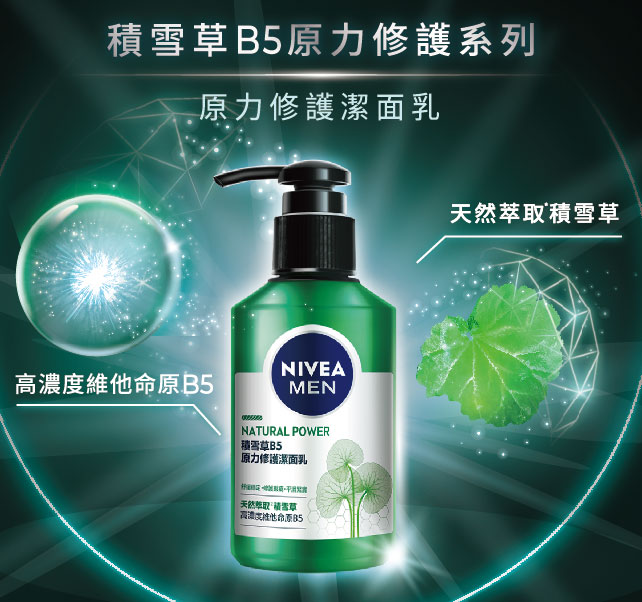 積雪草B5原力修護系列
原力修護潔面乳
天然萃取*積雪草
高濃度維他命原B5
NIVEA
MEN
NATURAL POWER
積雪草B5
原力修護潔面乳
天然萃取*積雪草
高濃度維他命原B5